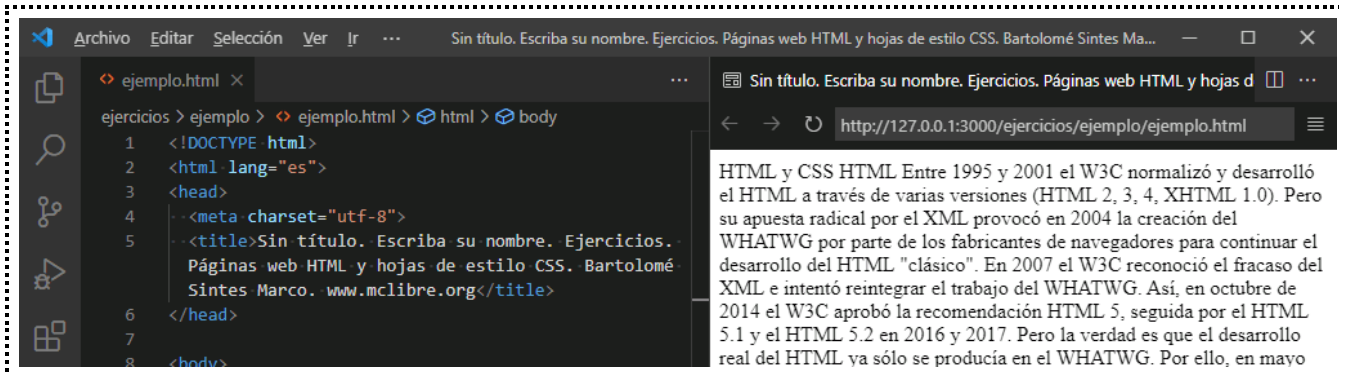 Archivo Editar Selección Ver Ir ··· Sin título. Escriba su nombre. Ejercicios. Páginas web HTML y hojas de estilo CSS. Bartolomé Sintes Ma...
ejemplo.html
ejercicios > ejemplo > ejemplo.html > html > body
1 <!DOCTYPE html>
2 <html lang="es">
3 <head>
4 <meta charset="utf-8">
5 <title>Sin título. Escriba su nombre. Ejercicios.
Páginas web HTML y hojas de estilo CSS. Bartolomé
Sintes Marco. www.mclibre.org</title>
6 </head>
7
8 <body>
Sin título. Escriba su nombre. Ejercicios. Páginas web HTML y hojas d
http://127.0.0.1:3000/ejercicios/ejemplo/ejemplo.html
HTML y CSS HTML Entre 1995 y 2001 el W3C normalizó y desarrolló
el HTML a través de varias versiones (HTML 2, 3, 4, XHTML 1.0). Pero
su apuesta radical por el XML provocó en 2004 la creación del
WHATWG por parte de los fabricantes de navegadores para continuar el
desarrollo del HTML "clásico". En 2007 el W3C reconoció el fracaso del
XML e intentó reintegrar el trabajo del WHATWG. Así, en octubre de
2014 el W3C aprobó la recomendación HTML 5, seguida por el HTML
5.1 y el HTML 5.2 en 2016 y 2017. Pero la verdad es que el desarrollo
real del HTML ya sólo se producía en el WHATWG. Por ello, en mayo